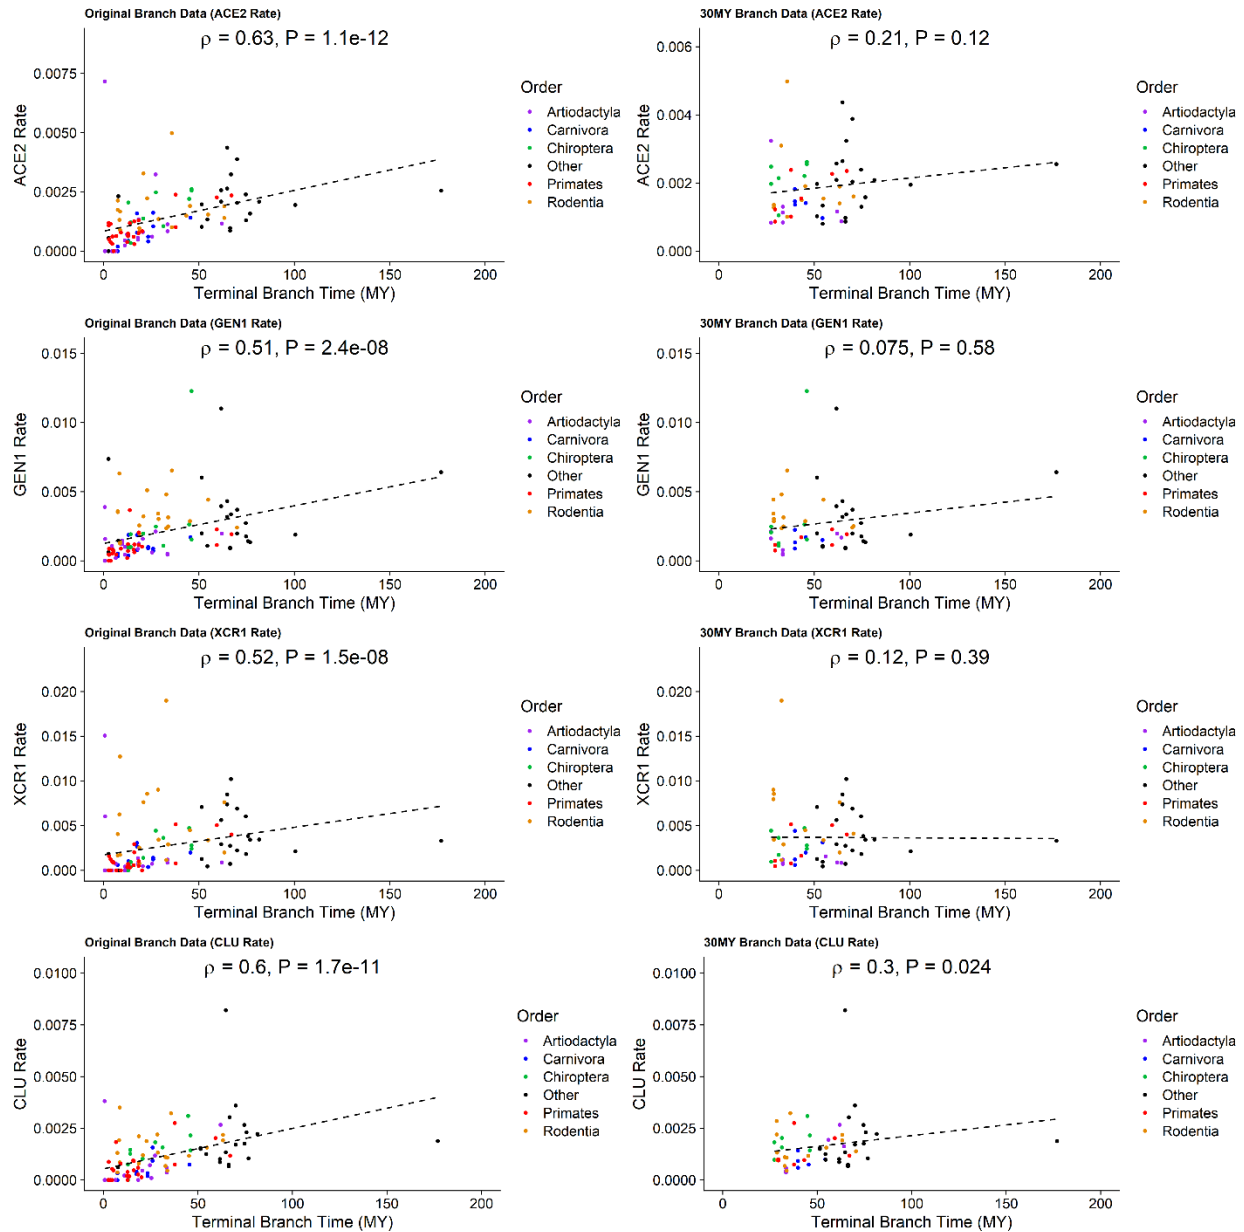 Original Branch Data (ACE2 Rate)
ρ = 0.63, P = 1.1e-12
ACE2 Rate
0.0075
0.0050
0.0025
0.0000
0 50 100 150 200
Terminal Branch Time (MY)
Order
Artiodactyla
Carnivora
Chiroptera
Other
Primates
Rodentia
30MY Branch Data (ACE2 Rate)
ρ = 0.21, P = 0.12
ACE2 Rate
0.006
0.004
0.002
0.000
0 50 100 150 200
Terminal Branch Time (MY)
Order
Artiodactyla
Carnivora
Chiroptera
Other
Primates
Rodentia
Original Branch Data (GEN1 Rate)
ρ = 0.51, P = 2.4e-08
GEN1 Rate
0.015
0.010
0.005
0.000
0 50 100 150 200
Terminal Branch Time (MY)
Order
Artiodactyla
Carnivora
Chiroptera
Other
Primates
Rodentia
30MY Branch Data (GEN1 Rate)
ρ = 0.075, P = 0.58
GEN1 Rate
0.015
0.010
0.005
0.000
0 50 100 150 200
Terminal Branch Time (MY)
Order
Artiodactyla
Carnivora
Chiroptera
Other
Primates
Rodentia
Original Branch Data (XCR1 Rate)
ρ = 0.52, P = 1.5e-08
XCR1 Rate
0.020
0.015
0.010
0.005
0.000
0 50 100 150 200
Terminal Branch Time (MY)
Order
Artiodactyla
Carnivora
Chiroptera
Other
Primates
Rodentia
30MY Branch Data (XCR1 Rate)
ρ = 0.12, P = 0.39
XCR1 Rate
0.020
0.015
0.010
0.005
0.000
0 50 100 150 200
Terminal Branch Time (MY)
Order
Artiodactyla
Carnivora
Chiroptera
Other
Primates
Rodentia
Original Branch Data (CLU Rate)
ρ = 0.6, P = 1.7e-11
CLU Rate
0.0100
0.0075
0.0050
0.0025
0.0000
0 50 100 150 200
Terminal Branch Time (MY)
Order
Artiodactyla
Carnivora
Chiroptera
Other
Primates
Rodentia
30MY Branch Data (CLU Rate)
ρ = 0.3, P = 0.024
CLU Rate
0.0100
0.0075
0.0050
0.0025
0.0000
0 50 100 150 200
Terminal Branch Time (MY)
Order
Artiodactyla
Carnivora
Chiroptera
Other
Primates
Rodentia